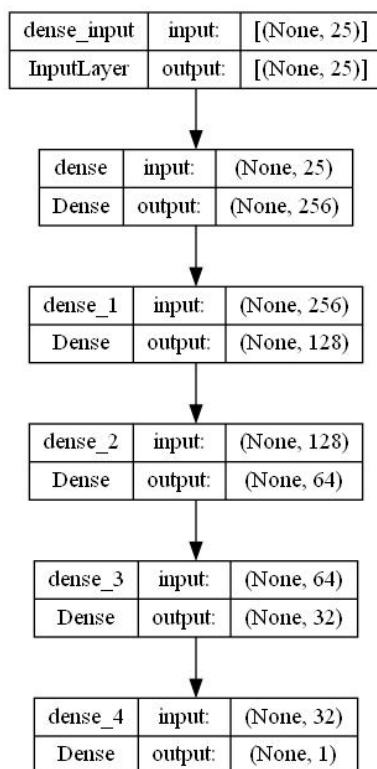 dense_input input: [(None, 25)]
InputLayer output: [(None, 25)]
dense input: (None, 25)
Dense output: (None, 256)
dense_1 input: (None, 256)
Dense output: (None, 128)
dense_2 input: (None, 128)
Dense output: (None, 64)
dense_3 input: (None, 64)
Dense output: (None, 32)
dense_4 input: (None, 32)
Dense output: (None, 1)